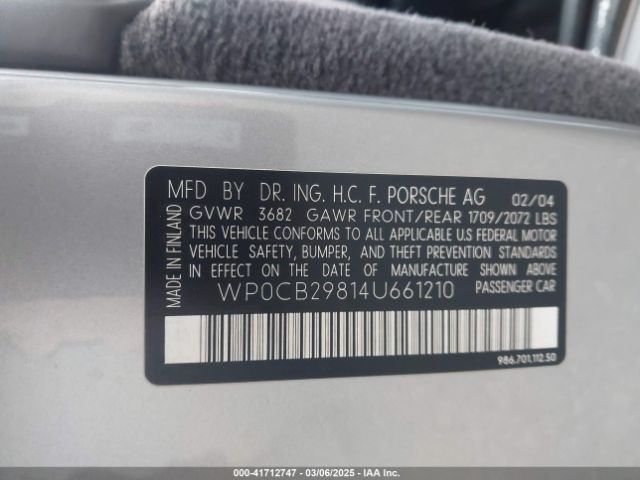 MFD BY DR. ING. H.C. F. PORSCHE AG 02/04
GVWR 3682 GAWR FRONT/REAR 1709/2072 LBS
THIS VEHICLE CONFORMS TO ALL APPLICABLE U.S FEDERAL MOTOR
VEHICLE SAFETY, BUMPER, AND THEFT PREVENTION STANDARDS
IN EFFECT ON THE DATE OF MANUFACTURE SHOWN ABOVE
WP0CB29814U661210 PASSENGER CAR
MADE IN FINLAND
986.701.112.50
000-41712747 - 03/06/2025 - IAA Inc.